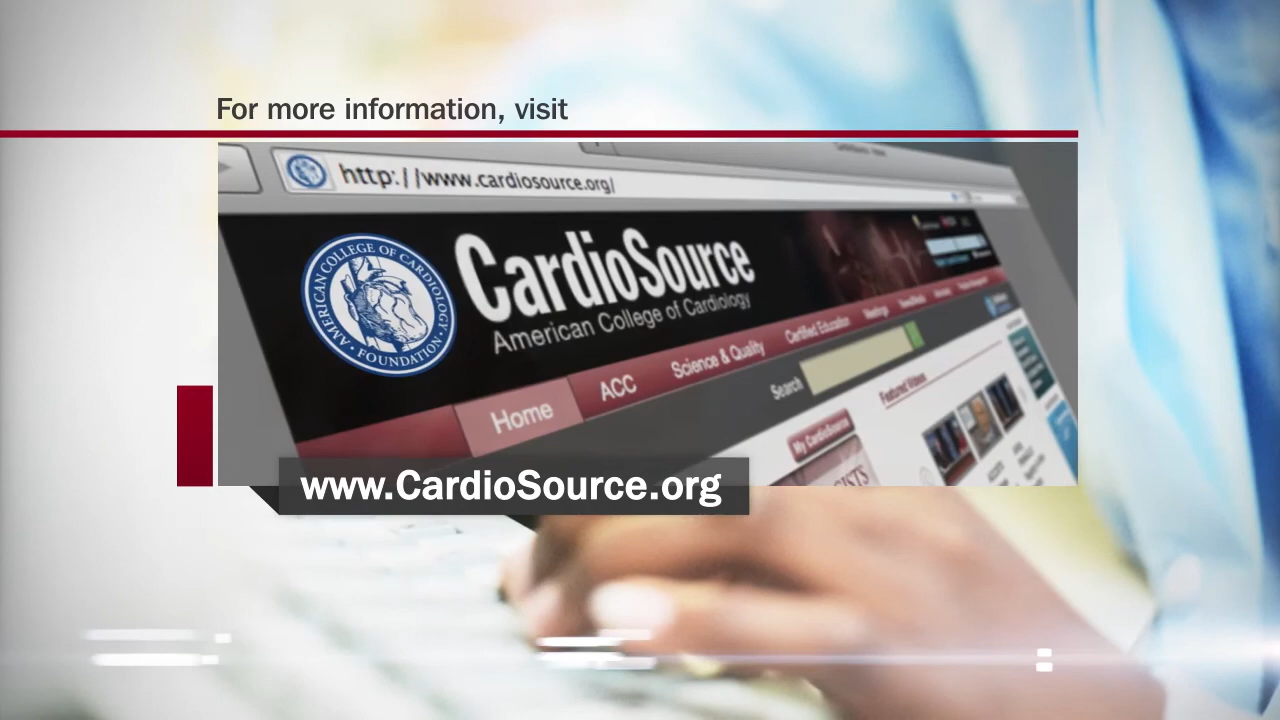 For more information, visit
http://www.cardiosource.org/
AMERICAN COLLEGE OF CARDIOLOGY
FOUNDATION
CardioSource
American College of Cardiology
Home
ACC
Science & Quality
Certified Education
Meetings
Search
Featured Videos
My CardioSource
www.CardioSource.org